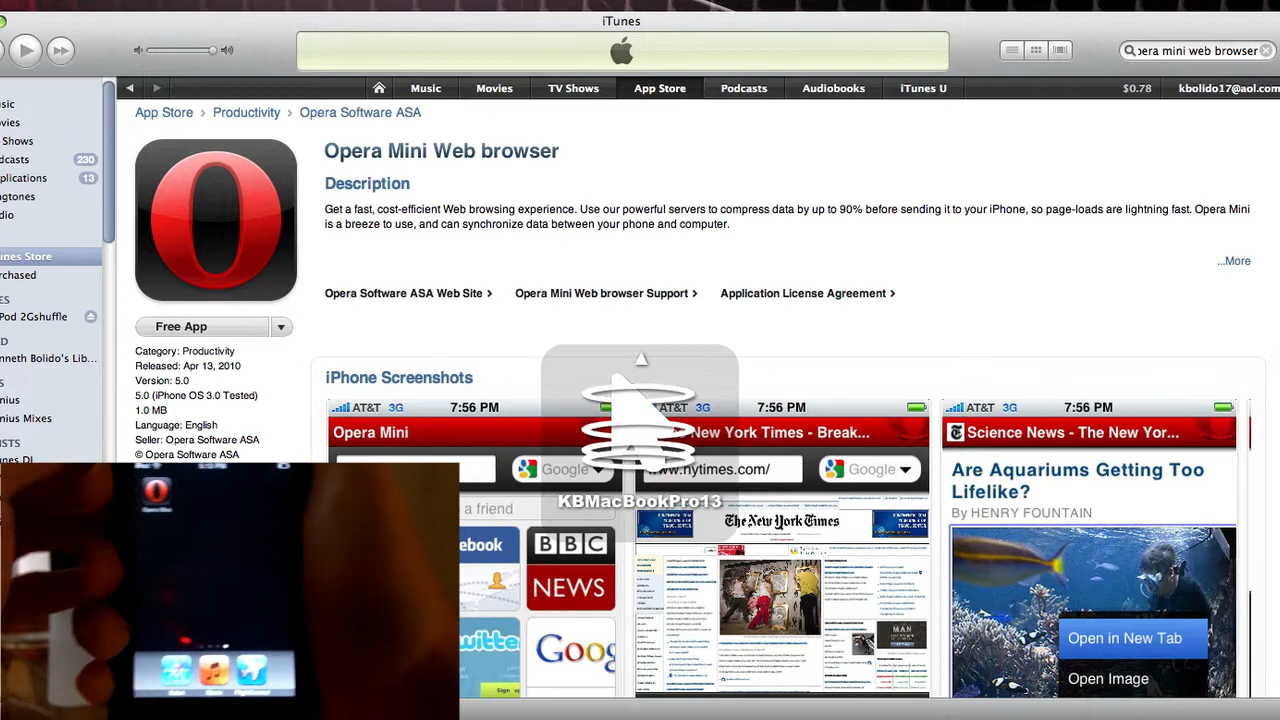 iTunes
pera mini web browser
Music
Movies
TV Shows
App Store
Podcasts
Audiobooks
iTunes U
$0.78
kbolido17@aol.com
App Store
Productivity
Opera Software ASA
sic
vies
Shows
dcasts 230
plications 13
ngtones
dio
unes Store
rchased
ES
Pod 2Gshuffle
D
nneth Bolido's Lib...
S
nius
nius Mixes
ISTS
Opera Mini Web browser
Description
Get a fast, cost-efficient Web browsing experience. Use our powerful servers to compress data by up to 90% before sending it to your iPhone, so page-loads are lightning fast. Opera Mini
is a breeze to use, and can synchronize data between your phone and computer.
...More
Opera Software ASA Web Site
Opera Mini Web browser Support
Application License Agreement
Free App
Category: Productivity
Released: Apr 13, 2010
Version: 5.0
5.0 (iPhone OS 3.0 Tested)
1.0 MB
Language: English
Seller: Opera Software ASA
© Opera Software ASA
iPhone Screenshots
AT&T 3G 7:56 PM
Opera Mini
Google
a friend
ebook
BBC
NEWS
witte
Sign up
Goog
T&T 3G 7:56 PM
New York Times - Break...
www.nytimes.com/
Google
The New York Times
MAN
KBMacBookPro13
AT&T 3G 7:56 PM
Science News - The New Yor...
Are Aquariums Getting Too
Lifelike?
By HENRY FOUNTAIN
Open In New Tab
Open Image